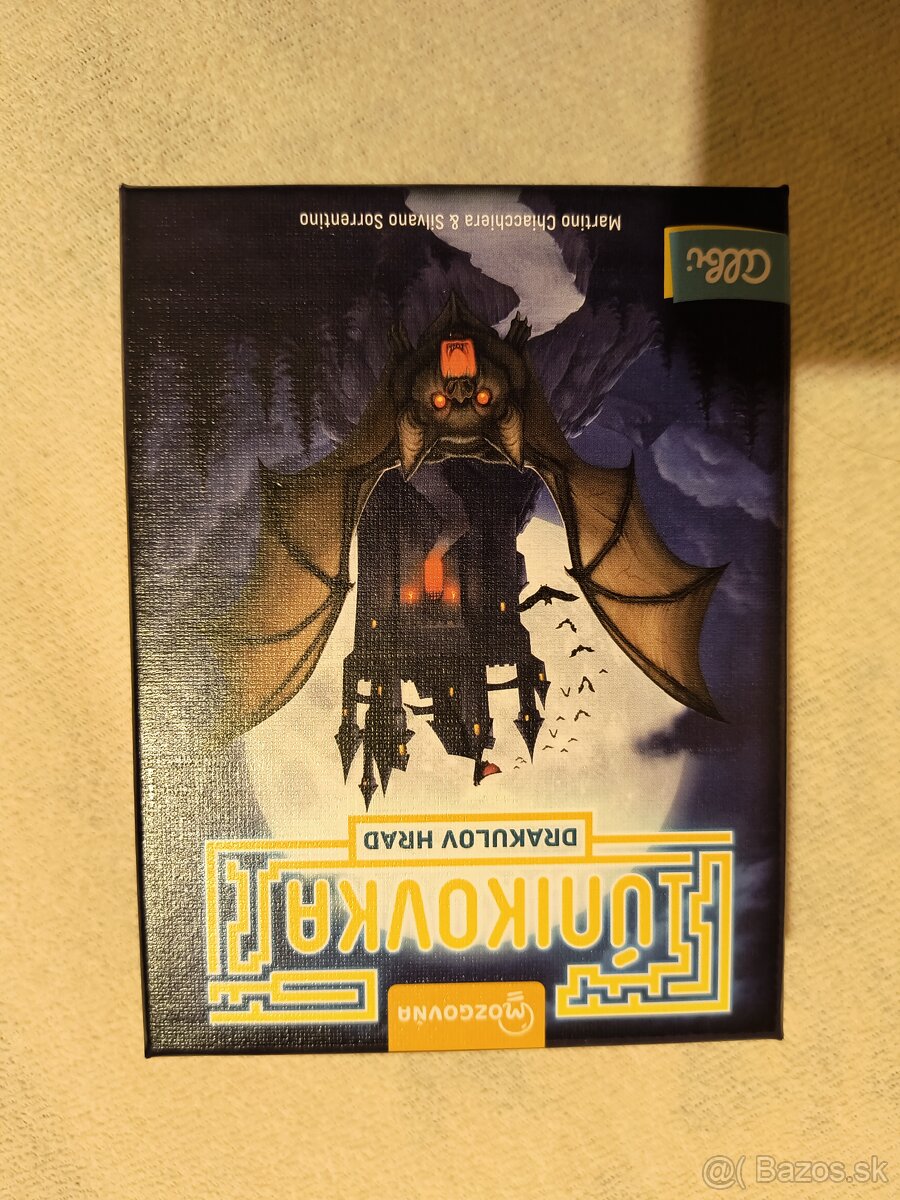 MOZGOVŇA
ÚNIKOVKA
DRAKULOV HRAD
albi
Martino Chiacchiera & Silvano Sorrentino
@( Bazos.sk